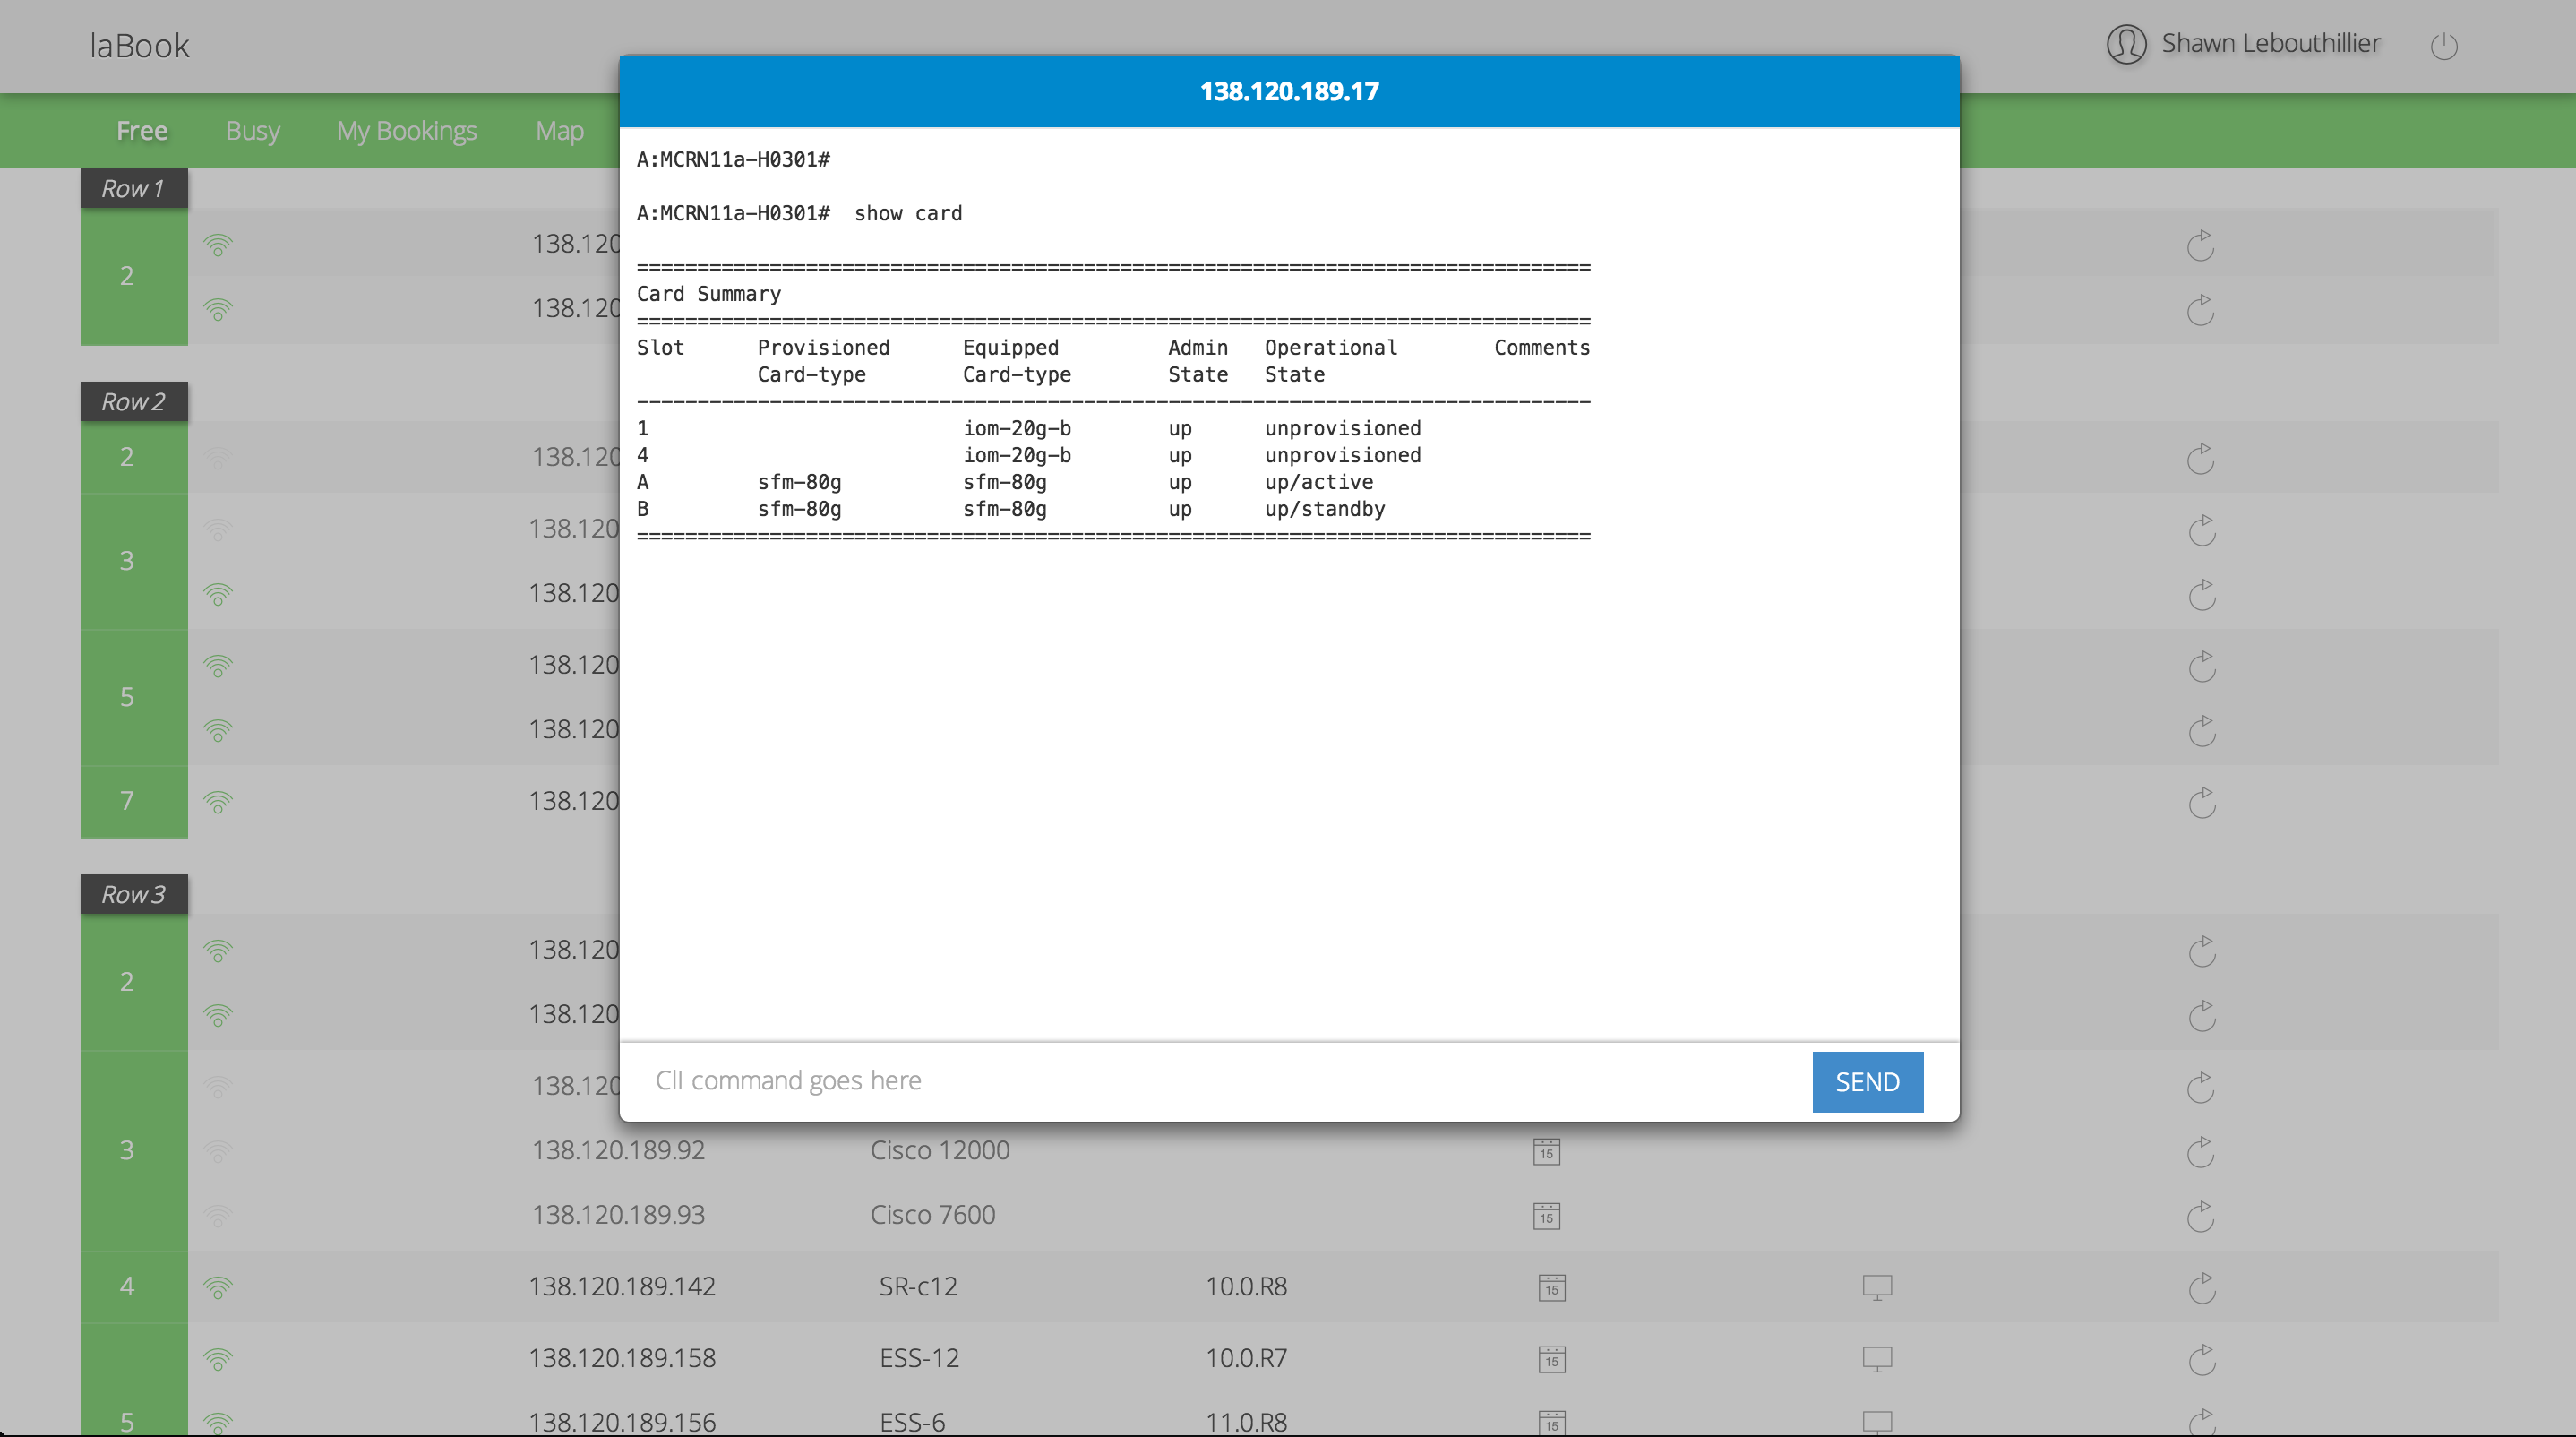 laBook
Shawn Lebouthillier
Free Busy My Bookings Map
138.120.189.17
A:MCRN11a-H0301#
A:MCRN11a-H0301#  show card
===============================================================================
Card Summary
===============================================================================
Slot      Provisioned      Equipped         Admin   Operational        Comments
          Card-type        Card-type        State   State
-------------------------------------------------------------------------------
1                          iom-20g-b        up      unprovisioned
4                          iom-20g-b        up      unprovisioned
A         sfm-80g          sfm-80g          up      up/active
B         sfm-80g          sfm-80g          up      up/standby
===============================================================================
ClI command goes here
SEND
Row 1
2
138.120
138.120
Row 2
2
138.120
3
138.120
138.120
5
138.120
138.120
7
138.120
Row 3
2
138.120
138.120
3
138.120
138.120.189.92 Cisco 12000 15
138.120.189.93 Cisco 7600 15
4 138.120.189.142 SR-c12 10.0.R8 15
138.120.189.158 ESS-12 10.0.R7 15
5 138.120.189.156 ESS-6 11.0.R8 15